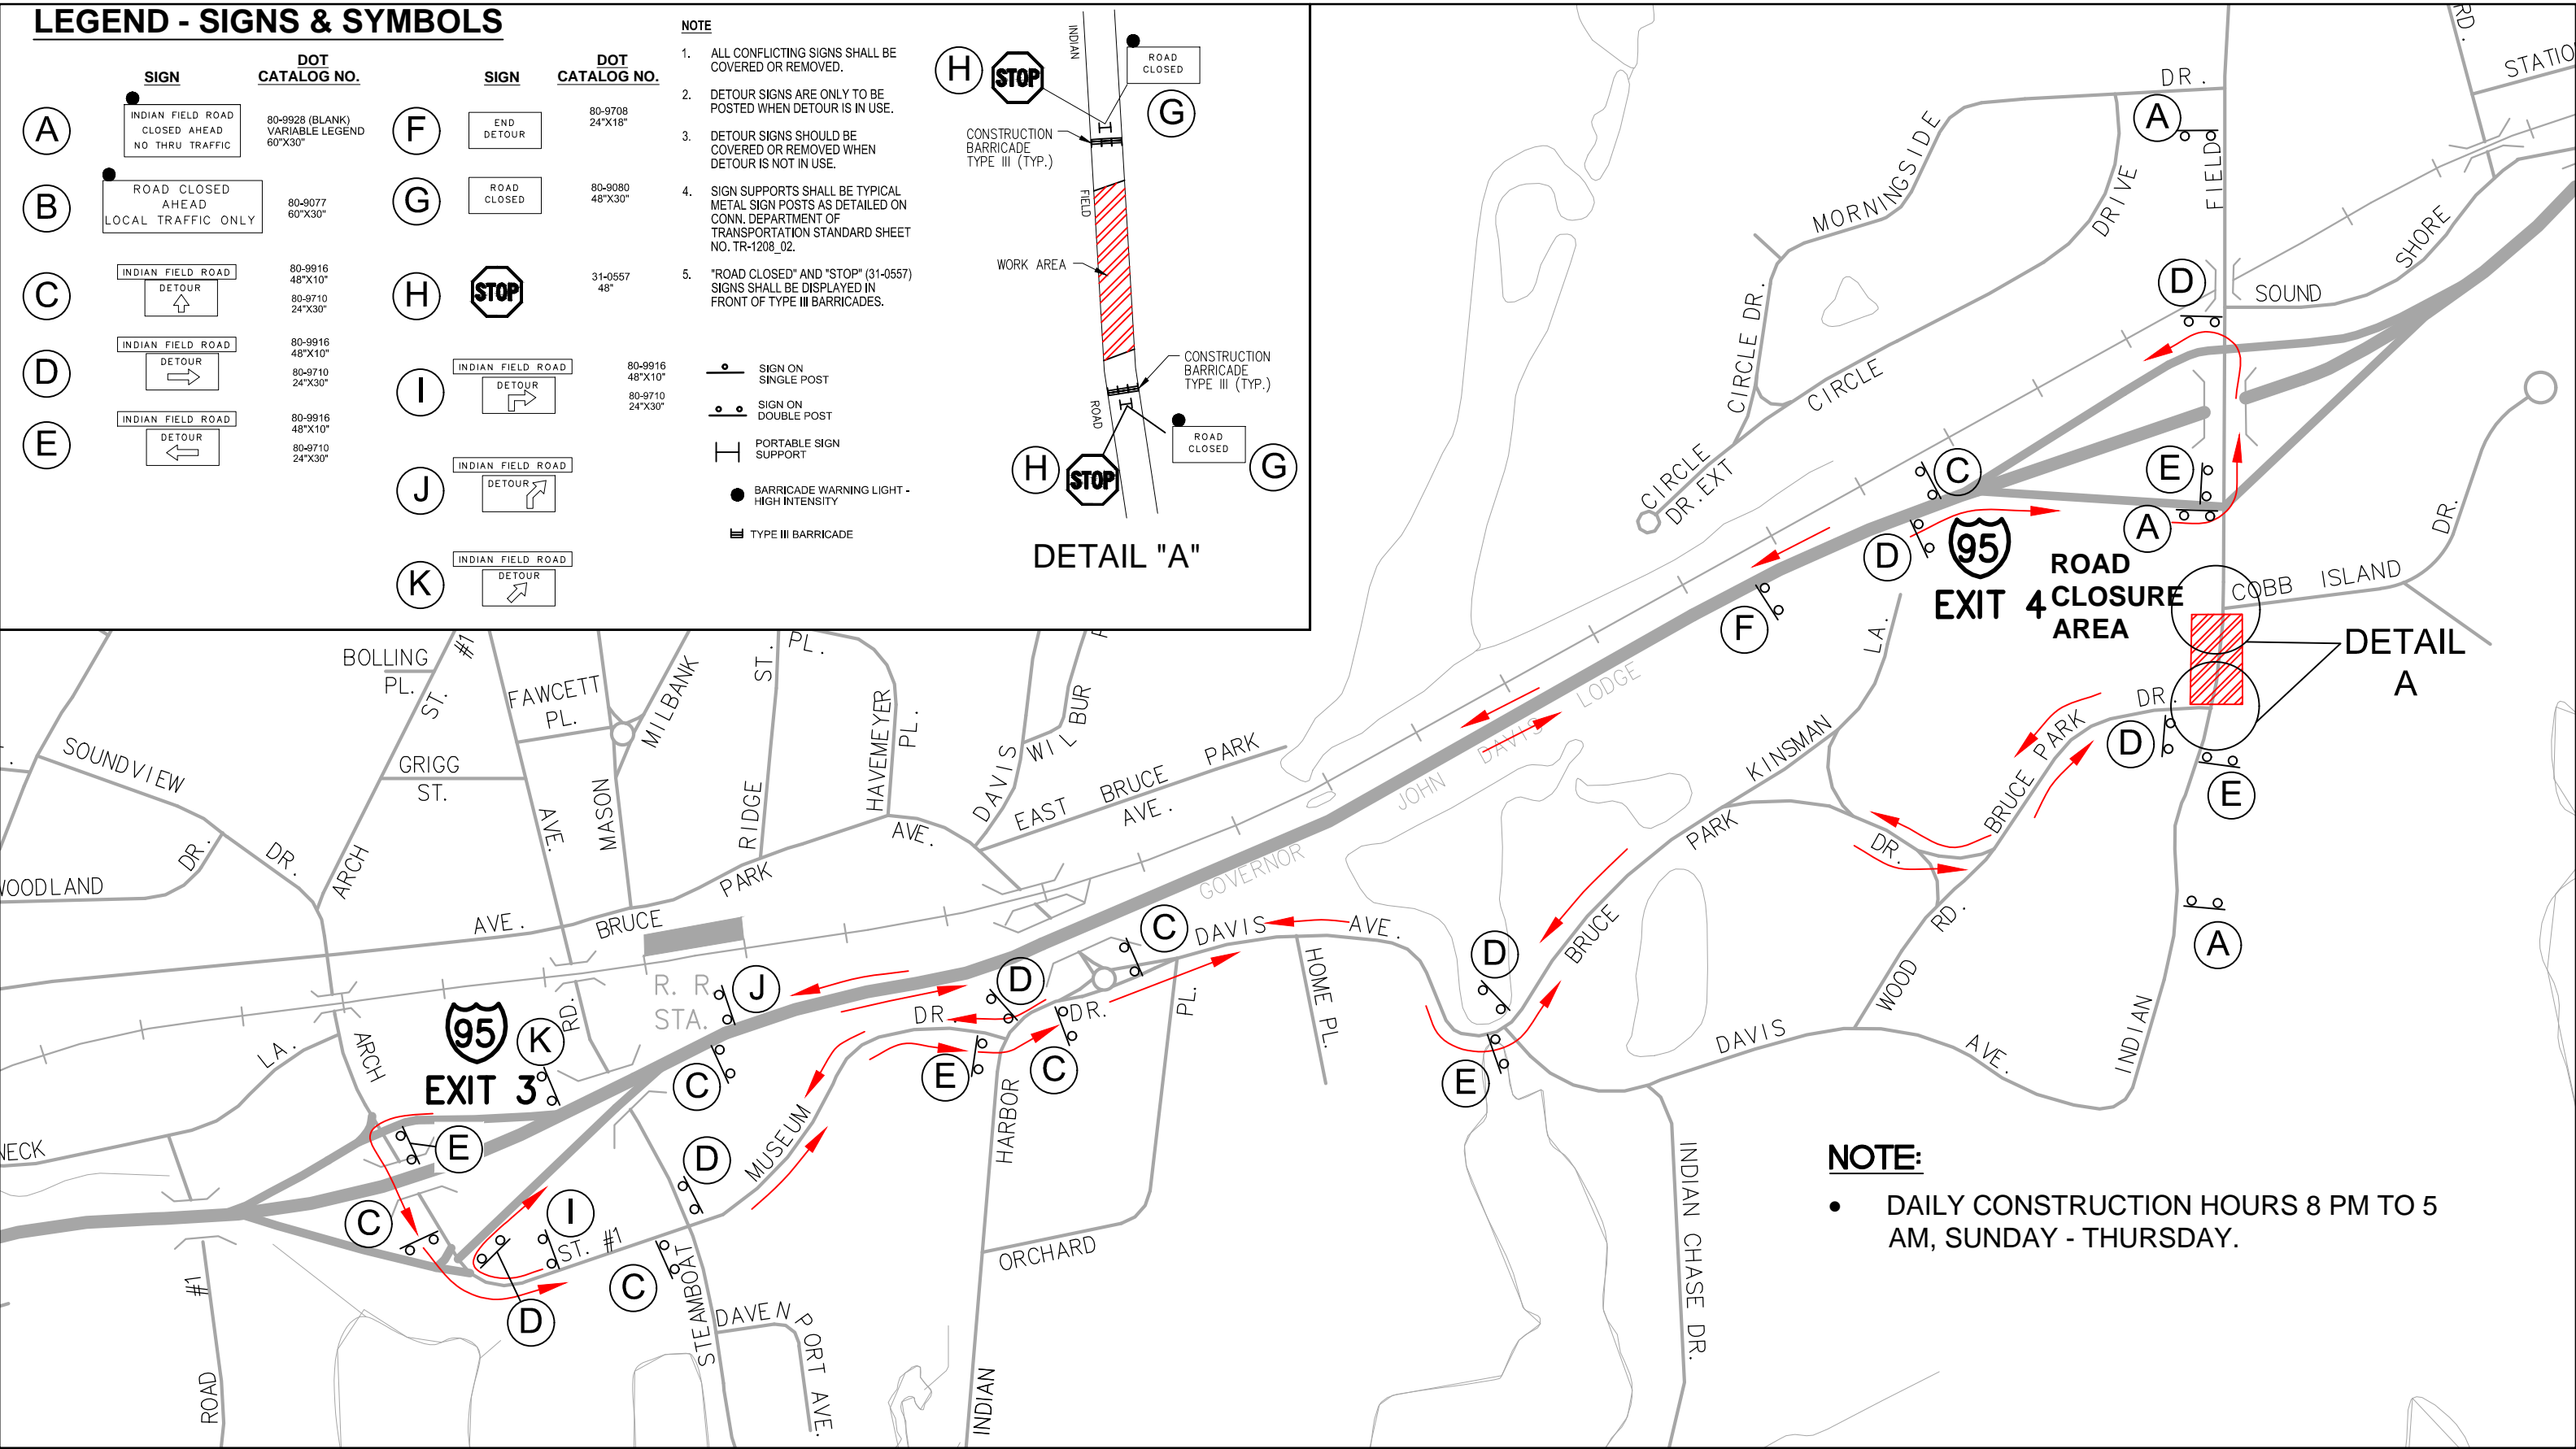 LEGEND - SIGNS & SYMBOLS
SIGN
DOT
CATALOG NO.
A
INDIAN FIELD ROAD
CLOSED AHEAD
NO THRU TRAFFIC
80-9928 (BLANK)
VARIABLE LEGEND
60"X30"
B
ROAD CLOSED
AHEAD
LOCAL TRAFFIC ONLY
80-9077
60"X30"
C
INDIAN FIELD ROAD
DETOUR
80-9916
48"X10"
80-9710
24"X30"
D
INDIAN FIELD ROAD
DETOUR
80-9916
48"X10"
80-9710
24"X30"
E
INDIAN FIELD ROAD
DETOUR
80-9916
48"X10"
80-9710
24"X30"
SIGN
DOT
CATALOG NO.
F
END
DETOUR
80-9708
24"X18"
G
ROAD
CLOSED
80-9080
48"X30"
H
STOP
31-0557
48"
I
INDIAN FIELD ROAD
DETOUR
80-9916
48"X10"
80-9710
24"X30"
J
INDIAN FIELD ROAD
DETOUR
K
INDIAN FIELD ROAD
DETOUR
NOTE
1. ALL CONFLICTING SIGNS SHALL BE
COVERED OR REMOVED.
2. DETOUR SIGNS ARE ONLY TO BE
POSTED WHEN DETOUR IS IN USE.
3. DETOUR SIGNS SHOULD BE
COVERED OR REMOVED WHEN
DETOUR IS NOT IN USE.
4. SIGN SUPPORTS SHALL BE TYPICAL
METAL SIGN POSTS AS DETAILED ON
CONN. DEPARTMENT OF
TRANSPORTATION STANDARD SHEET
NO. TR-1208_02.
5. "ROAD CLOSED" AND "STOP" (31-0557)
SIGNS SHALL BE DISPLAYED IN
FRONT OF TYPE III BARRICADES.
SIGN ON
SINGLE POST
SIGN ON
DOUBLE POST
PORTABLE SIGN
SUPPORT
BARRICADE WARNING LIGHT -
HIGH INTENSITY
TYPE III BARRICADE
INDIAN
H
STOP
ROAD
CLOSED
G
CONSTRUCTION
BARRICADE
TYPE III (TYP.)
FIELD
WORK AREA
CONSTRUCTION
BARRICADE
TYPE III (TYP.)
ROAD
H
STOP
ROAD
CLOSED
G
DETAIL "A"
RD.
STATIO
DR.
A
FIELD
MORNINGSIDE
DRIVE
SHORE
D
SOUND
CIRCLE DR.
CIRCLE
CIRCLE
DR. EXT
C
E
A
D
95
EXIT 4
ROAD
CLOSURE
AREA
DR.
COBB ISLAND
F
LA.
DETAIL
A
DR.
D
E
BRUCE PARK
KINSMAN
LODGE
DAVIS
JOHN
GOVERNOR
PARK
DR.
BRUCE
RD.
WOOD
A
INDIAN
AVE.
DAVIS
BOLLING
PL.
#1
ST.
FAWCETT
PL.
MILBANK
ST.
PL.
SOUNDVIEW
DR.
GRIGG
ST.
AVE.
MASON
RIDGE
HAVEMEYER
PL.
DAVIS
WILBUR
EAST BRUCE PARK
AVE.
AVE.
DR.
ARCH
WOODLAND
PARK
BRUCE
AVE.
C
DAVIS
AVE.
D
HOME PL.
PL.
R. R.
STA.
J
D
DR.
DR.
95
EXIT 3
K
RD.
ARCH
LA.
C
E
C
E
HARBOR
MUSEUM
NECK
E
D
C
I
ST. #1
C
D
STEAMBOAT
ORCHARD
DAVENPORT AVE.
#1
ROAD
INDIAN
INDIAN CHASE DR.
NOTE:
• DAILY CONSTRUCTION HOURS 8 PM TO 5
AM, SUNDAY - THURSDAY.